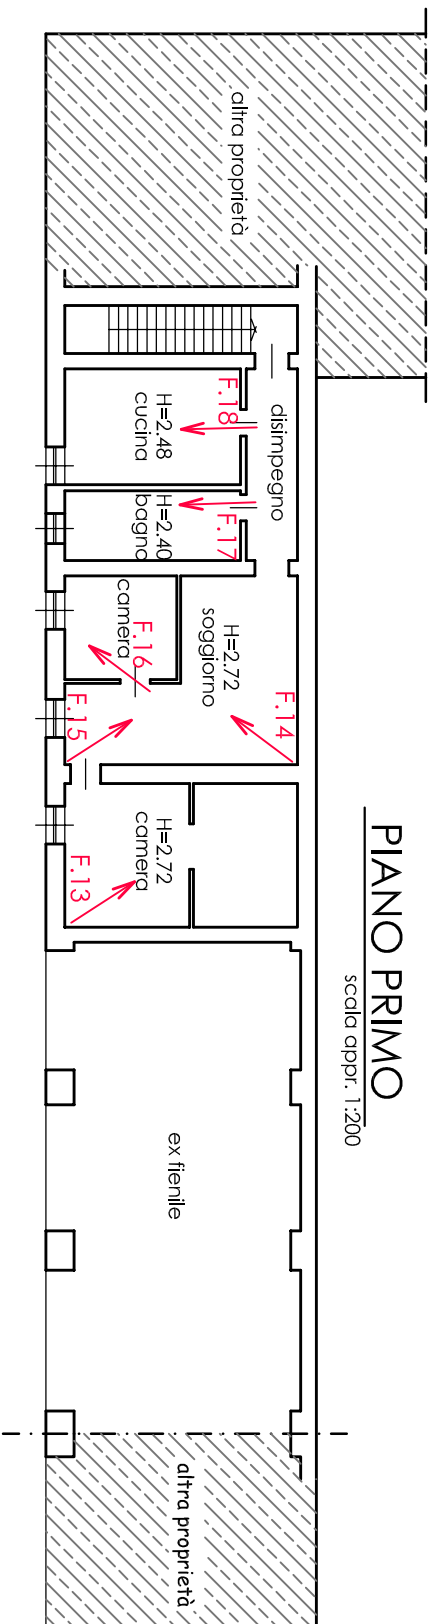 PIANO PRIMO
scala appr. 1:200
altra proprietà
disimpegno
F.18
H=2.48
cucina
F.17
H=2.40
bagno
H=2.72
soggiorno
F.14
F.16
camera
F.15
H=2.72
camera
F.13
ex fienile
altra proprietà